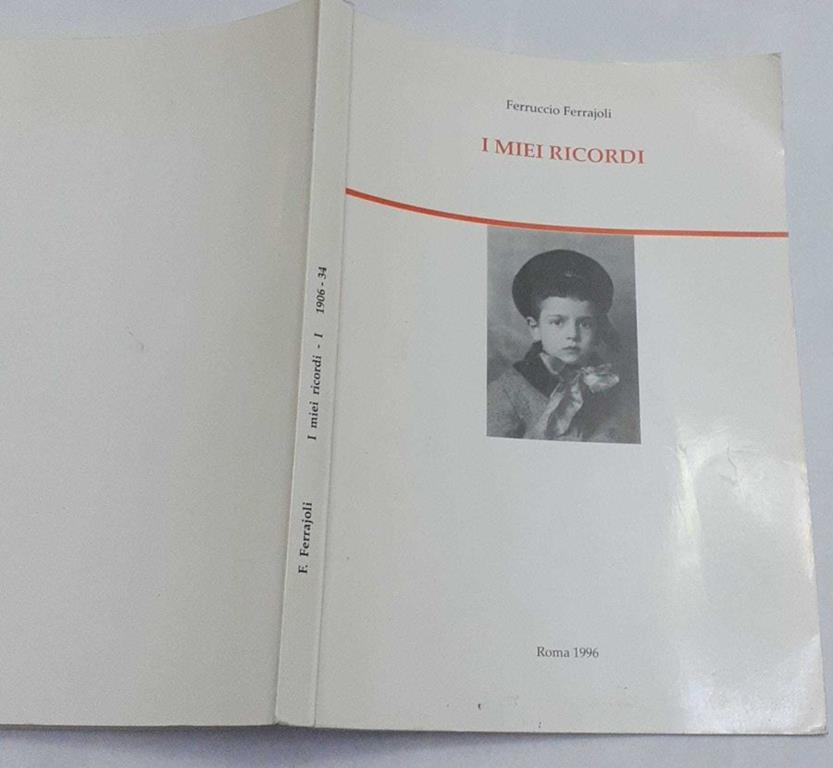 Ferruccio Ferrajoli
I MIEI RICORDI
Roma 1996
F. Ferrajoli I miei ricordi - I 1906 - 34